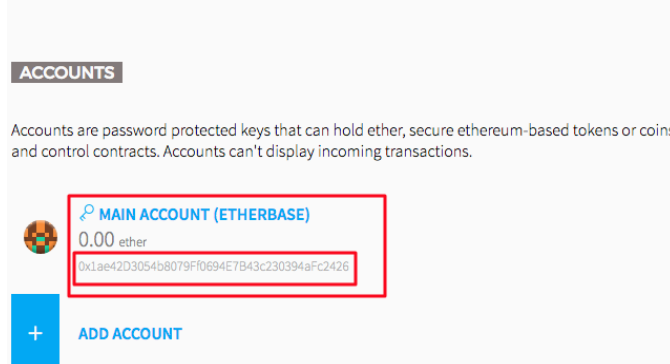 ACCOUNTS
Accounts are password protected keys that can hold ether, secure ethereum-based tokens or coins
and control contracts. Accounts can't display incoming transactions.
MAIN ACCOUNT (ETHERBASE)
0.00 ether
0x1ae42D3054b8079Ff0694E7B43c230394aFc2426
+
ADD ACCOUNT